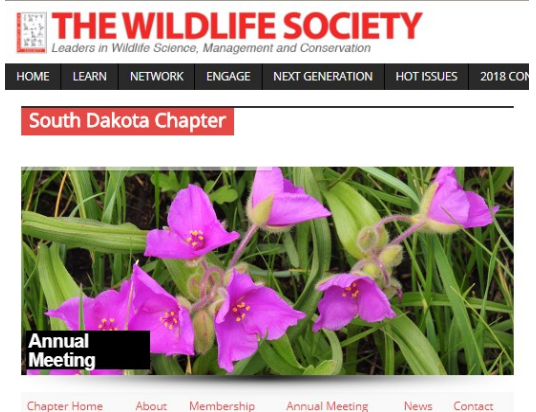 THE WILDLIFE SOCIETY
Leaders in Wildlife Science, Management and Conservation
HOME LEARN NETWORK ENGAGE NEXT GENERATION HOT ISSUES 2018 CON
South Dakota Chapter
Annual
Meeting
Chapter Home About Membership Annual Meeting News Contact